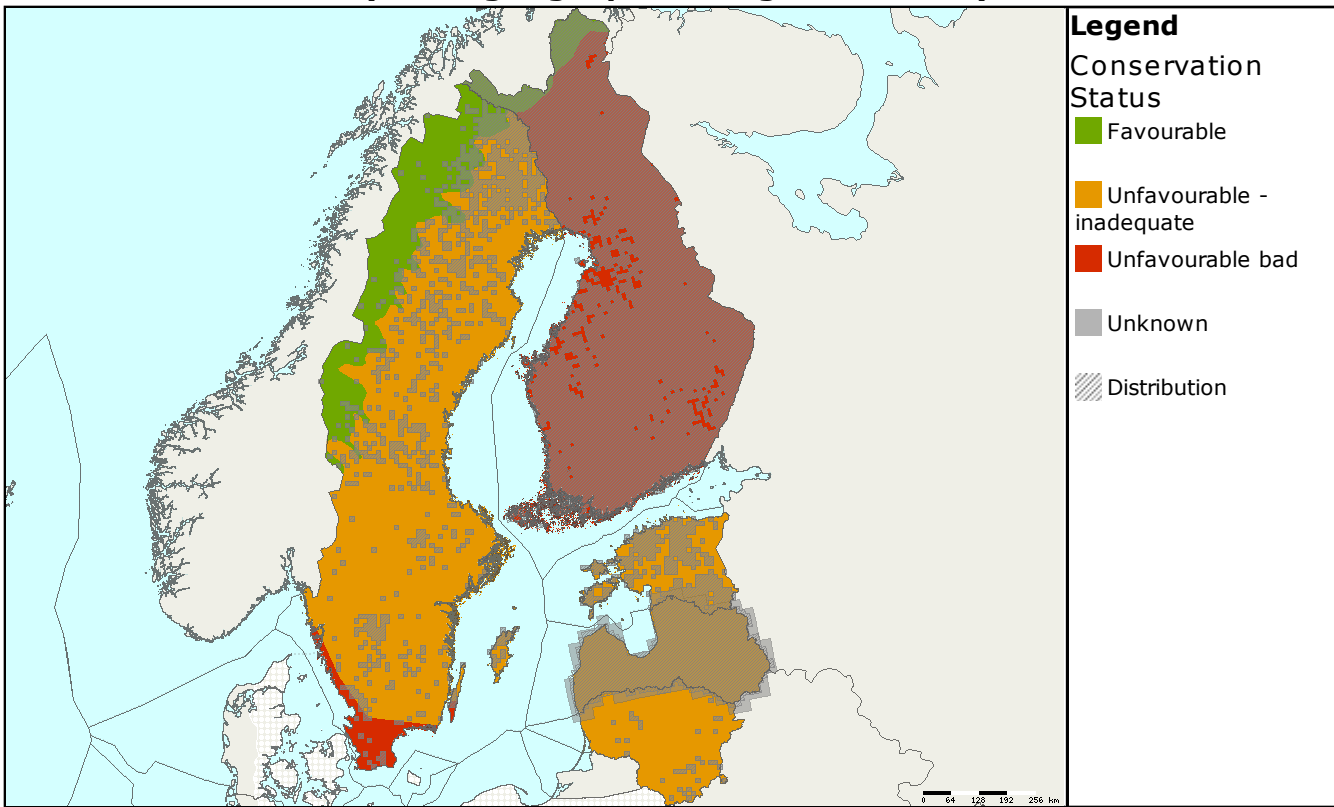 Legend
Conservation
Status
Favourable
Unfavourable -
inadequate
Unfavourable bad
Unknown
Distribution
0 64 128 192 256 km